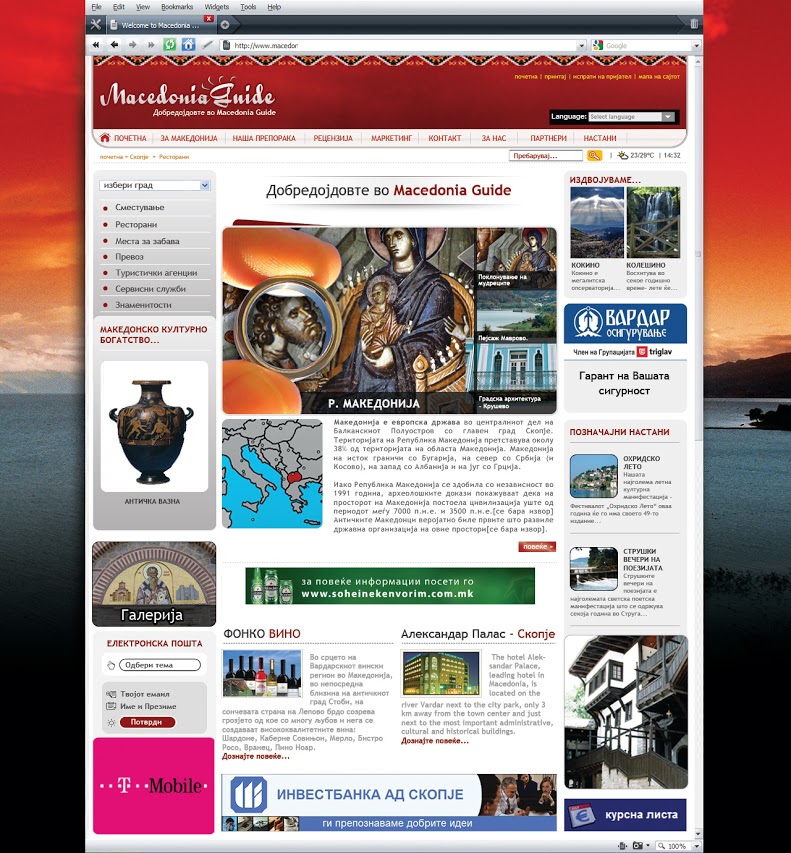 File Edit View Bookmarks Widgets Tools Help
Welcome to Macedonia ...
http://www.macedor
Google
почетна | принтај | испрати на пријател | мапа на сајтот
Macedonia Guide
Добредојдовте во Macedonia Guide
Language: Select language
ПОЧЕТНА ЗА МАКЕДОНИЈА НАША ПРЕПОРАКА РЕЦЕНЗИЈА МАРКЕТИНГ КОНТАКТ ЗА НАС ПАРТНЕРИ НАСТАНИ
почетна » Скопје » Ресторани
Пребарувај...
| 23/29°C | 14:32
избери град
Сместување
Ресторани
Места за забава
Превоз
Туристички агенции
Сервисни служби
Знаменитости
МАКЕДОНСКО КУЛТУРНО
БОГАТСТВО...
АНТИЧКА ВАЗНА
Галерија
ЕЛЕКТРОНСКА ПОШТА
Одбери тема
Твојот емаил
Име и Презиме
Потврди
T Mobile
Добредојдовте во Macedonia Guide
Поклонување на
мудреците
Пејсаж Маврово.
Градска архитектура
- Крушево
Р. МАКЕДОНИЈА
Македонија е европска држава во централниот дел на
Балканскиот Полуостров со главен град Скопје.
Територијата на Република Македонија претставува околу
38% од територијата на областа Македонија. Македонија
на исток граничи со Бугарија, на север со Србија (и
Косово), на запад со Албанија и на југ со Грција.
Иако Република Македонија се здобила со независност во
1991 година, археолошките докази покажуваат дека на
просторот на Македонија постоела цивилизација уште од
периодот меѓу 7000 п.н.е. и 3500 п.н.е[се бара извор]
Античките Македонци веројатно биле првите што развиле
државна организација на овие простори[се бара извор].
повеќе »
за повеќе информации посети го
www.soheinekenvorim.com.mk
ФОНКО ВИНО
Во срцето на
Вардарскиот вински
регион во Македонија,
во непосредна
близина на античкиот
град Стоби, на
сончевата страна на Лепово брдо созрева
грозјето од кое со многу љубов и нега се
создаваат висококвалитетните вина:
Шардоне, Каберне Совињон, Мерло, Бистро
Росо, Вранец, Пино Ноар.
Дознајте повеќе...
Александар Палас - Скопје
The hotel Alek-
sandar Palace,
leading hotel in
Macedonia, is
located on the
river Vardar next to the city park, only 3
km away from the town center and just
next to the most important administrative,
cultural and historical buildings.
Дознајте повеќе...
ИНВЕСТБАНКА АД СКОПЈЕ
ги препознаваме добрите идеи
ИЗДВОЈУВАМЕ...
КОКИНО
Кокино е
мегалитска
опсерваторија...
КОЛЕШИНО
Восхитува во
секое годишно
време- лете ќе...
ВАРДАР
ОСИГУРУВАЊЕ
Член на Групацијата triglav
Гарант на Вашата
сигурност
ПОЗНАЧАЈНИ НАСТАНИ
ОХРИДСКО
ЛЕТО
Нашата
најголема летна
културна
манифестација -
Фестивалот „Охридско Лето“ оваа
година ќе го има своето 49-то
издание...
СТРУШКИ
ВЕЧЕРИ НА
ПОЕЗИЈАТА
Струшките
вечери на
поезијата е
најголемата светска поетска
манифестација што се одржува
секоја година во Струга...
курсна листа
100%